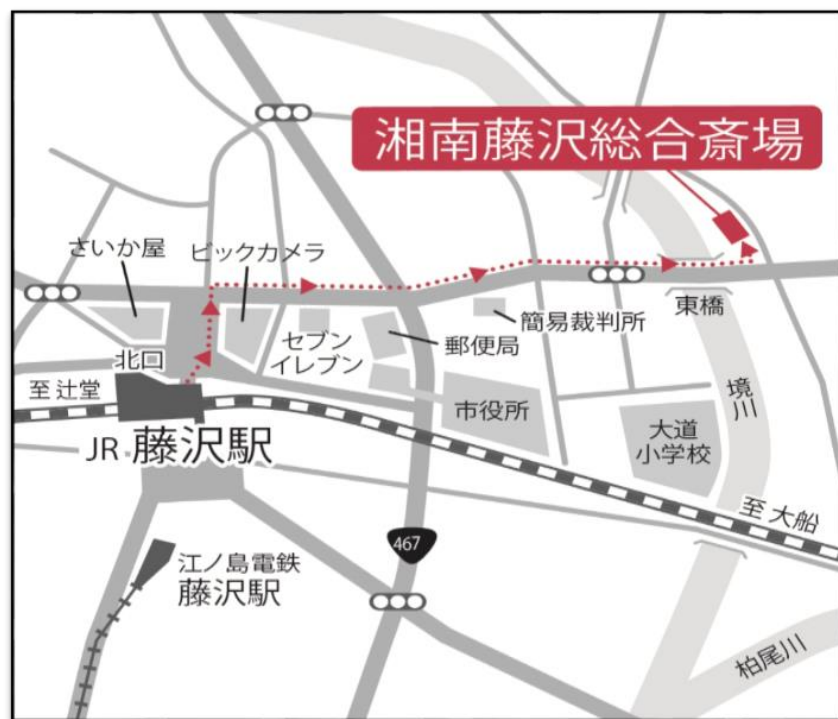 湘南藤沢総合斎場
さいか屋
ビックカメラ
セブン
イレブン
郵便局
簡易裁判所
東橋
北口
至 辻堂
JR 藤沢駅
市役所
大道
小学校
境川
至 大船
467
江ノ島電鉄
藤沢駅
柏尾川